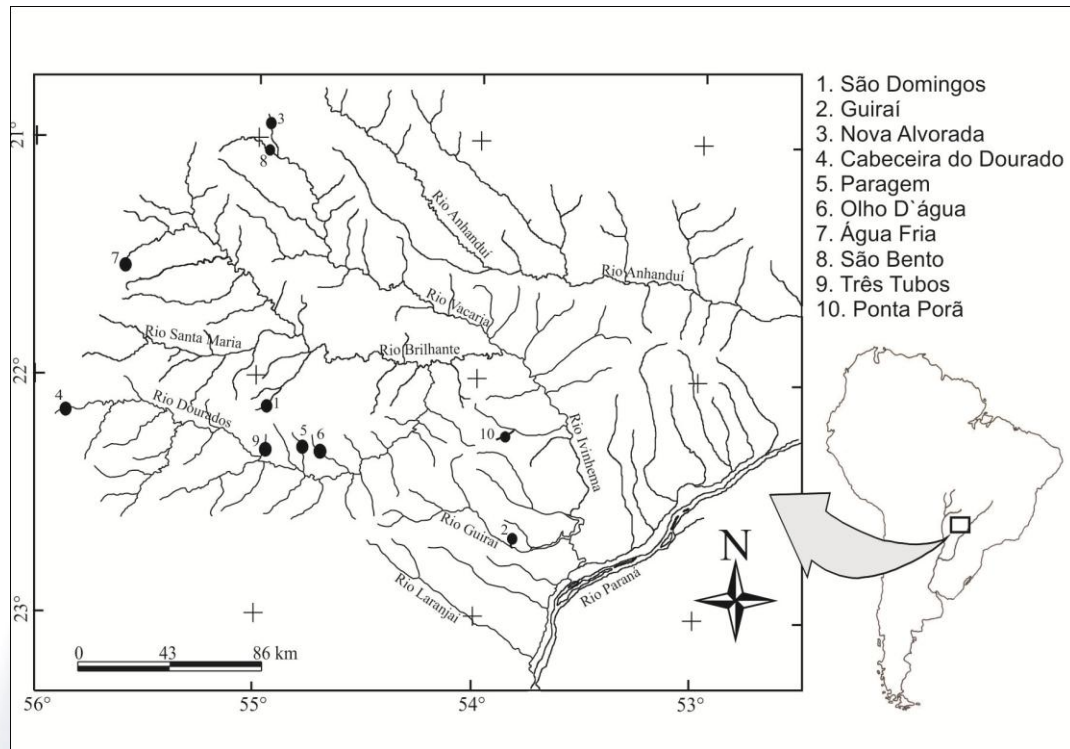 1. São Domingos
2. Guiraí
3. Nova Alvorada
4. Cabeceira do Dourado
5. Paragem
6. Olho D`água
7. Água Fria
8. São Bento
9. Três Tubos
10. Ponta Porã
21°
22°
23°
3
8
7
Rio Anhanduí
Rio Anhanduí
Rio Vacaria
Rio Santa Maria
Rio Brilhante
4
Rio Dourados
1
9
5
6
10
Rio Ivinhema
Rio Guiraí
2
Rio Laranjaí
Rio Paraná
N
0 43 86 km
56° 55° 54° 53°